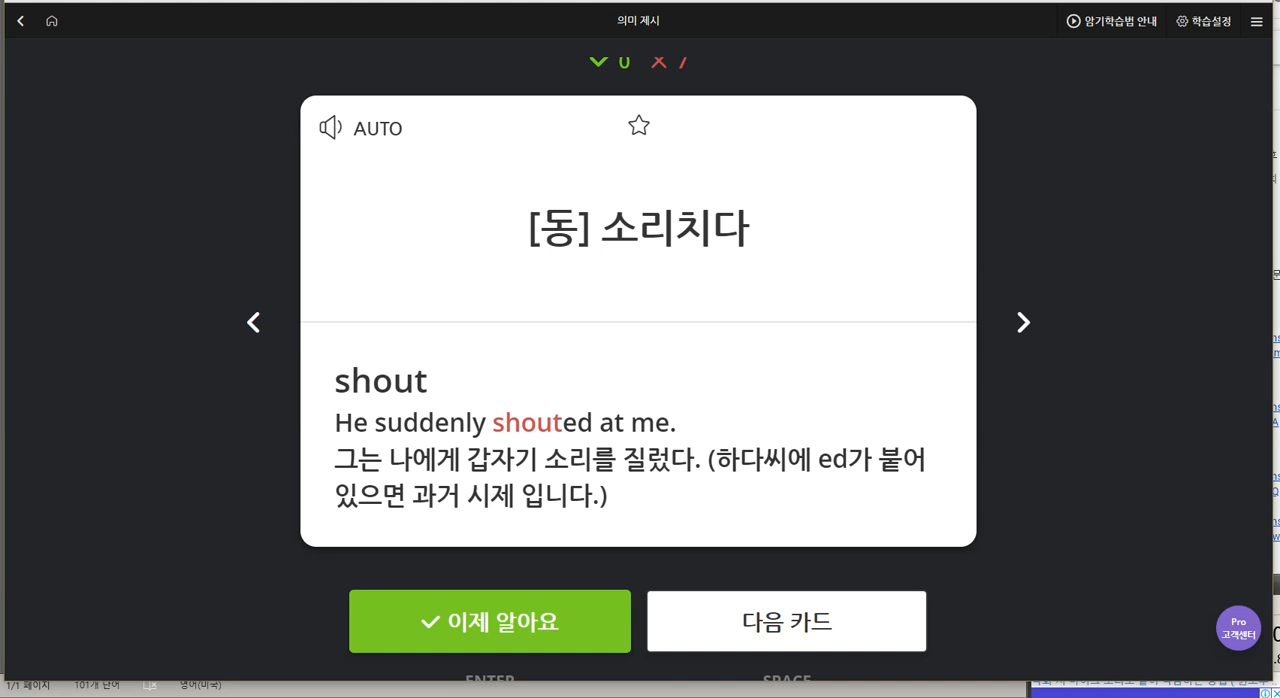 의미 제시
암기학습법 안내
학습설정
AUTO
[동] 소리치다
shout
He suddenly shouted at me.
그는 나에게 갑자기 소리를 질렀다. (하다씨에 ed가 붙어
있으면 과거 시제 입니다.)
이제 알아요
다음 카드
Pro
고객센터
ENTER
SPACE
1/1 페이지
101개 단어
영어(미국)